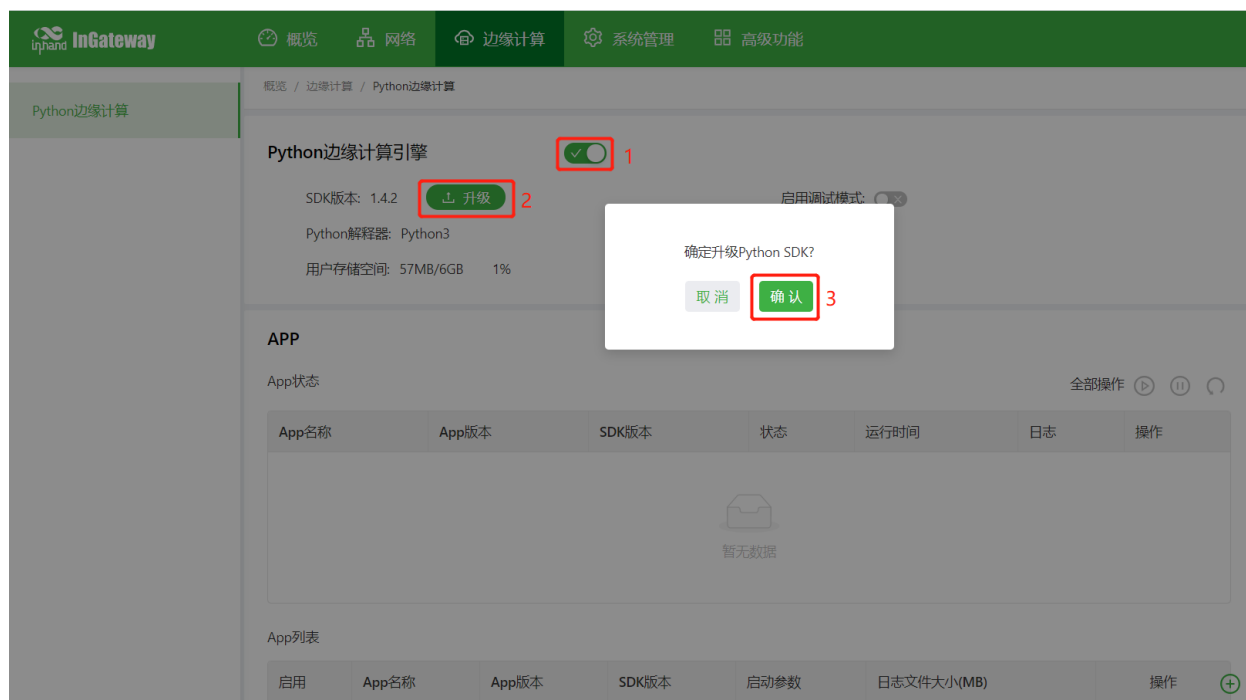 inhand InGateway 概览 网络 边缘计算 系统管理 高级功能
Python边缘计算
概览 / 边缘计算 / Python边缘计算
Python边缘计算引擎 1
SDK版本: 1.4.2 升级 2 启用调试模式:
Python解释器: Python3
用户存储空间: 57MB/6GB 1%
确定升级Python SDK?
取消 确认 3
APP
App状态 全部操作
App名称 App版本 SDK版本 状态 运行时间 日志 操作
暂无数据
App列表
启用 App名称 App版本 SDK版本 启动参数 日志文件大小(MB) 操作